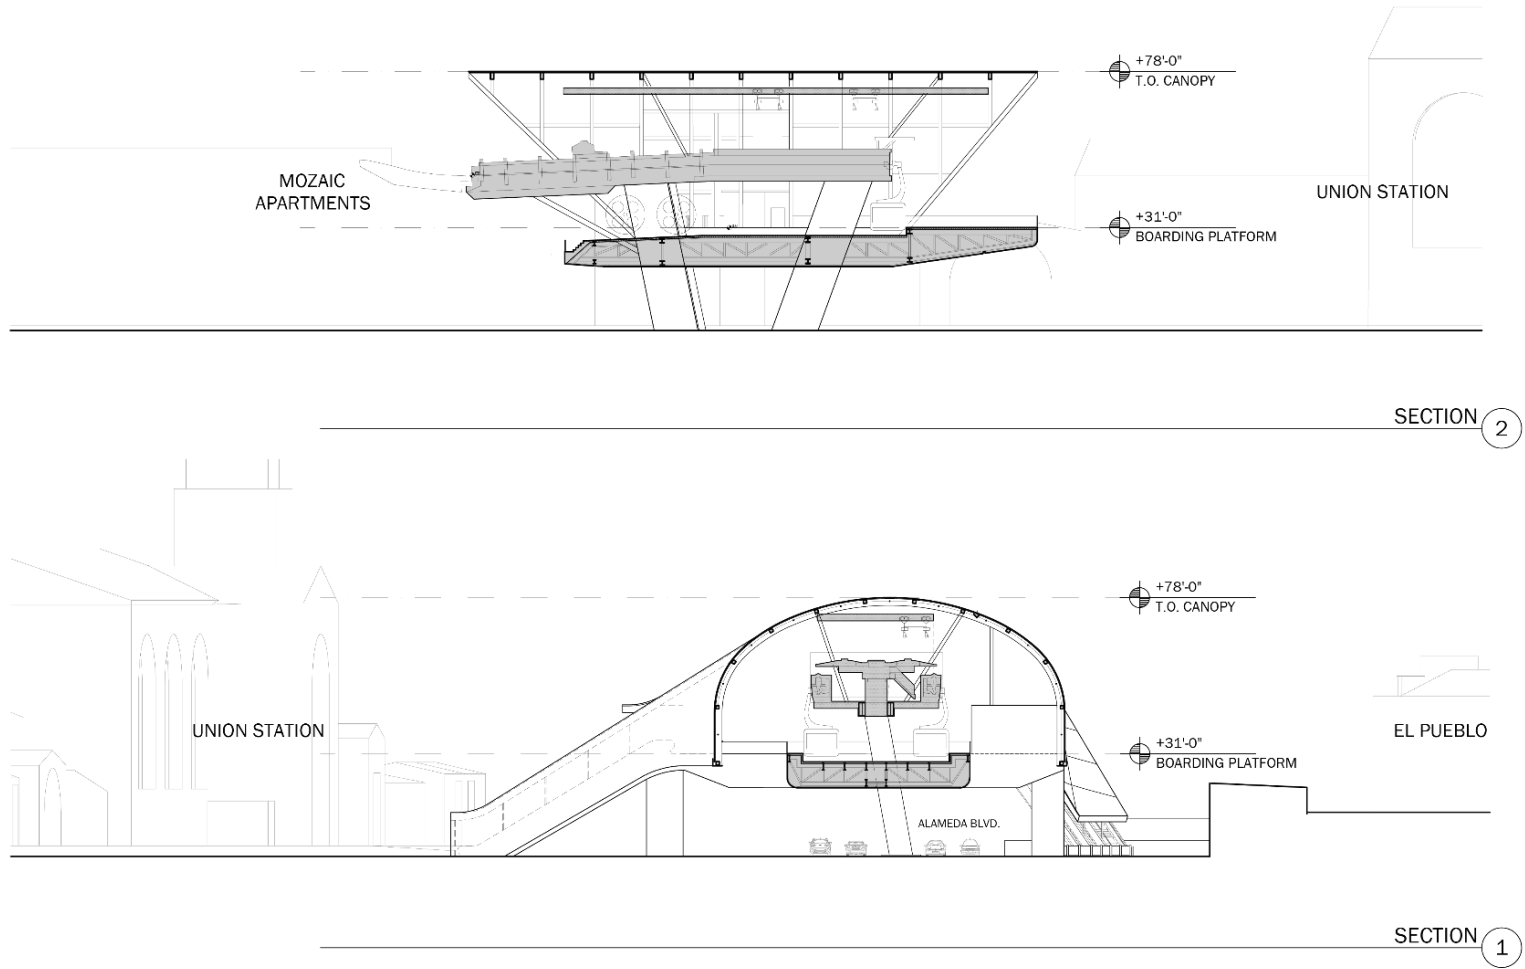 +78'-0"
T.O. CANOPY
MOZAIC
APARTMENTS
UNION STATION
+31'-0"
BOARDING PLATFORM
SECTION
2
+78'-0"
T.O. CANOPY
UNION STATION
EL PUEBLO
+31'-0"
BOARDING PLATFORM
ALAMEDA BLVD.
SECTION
1